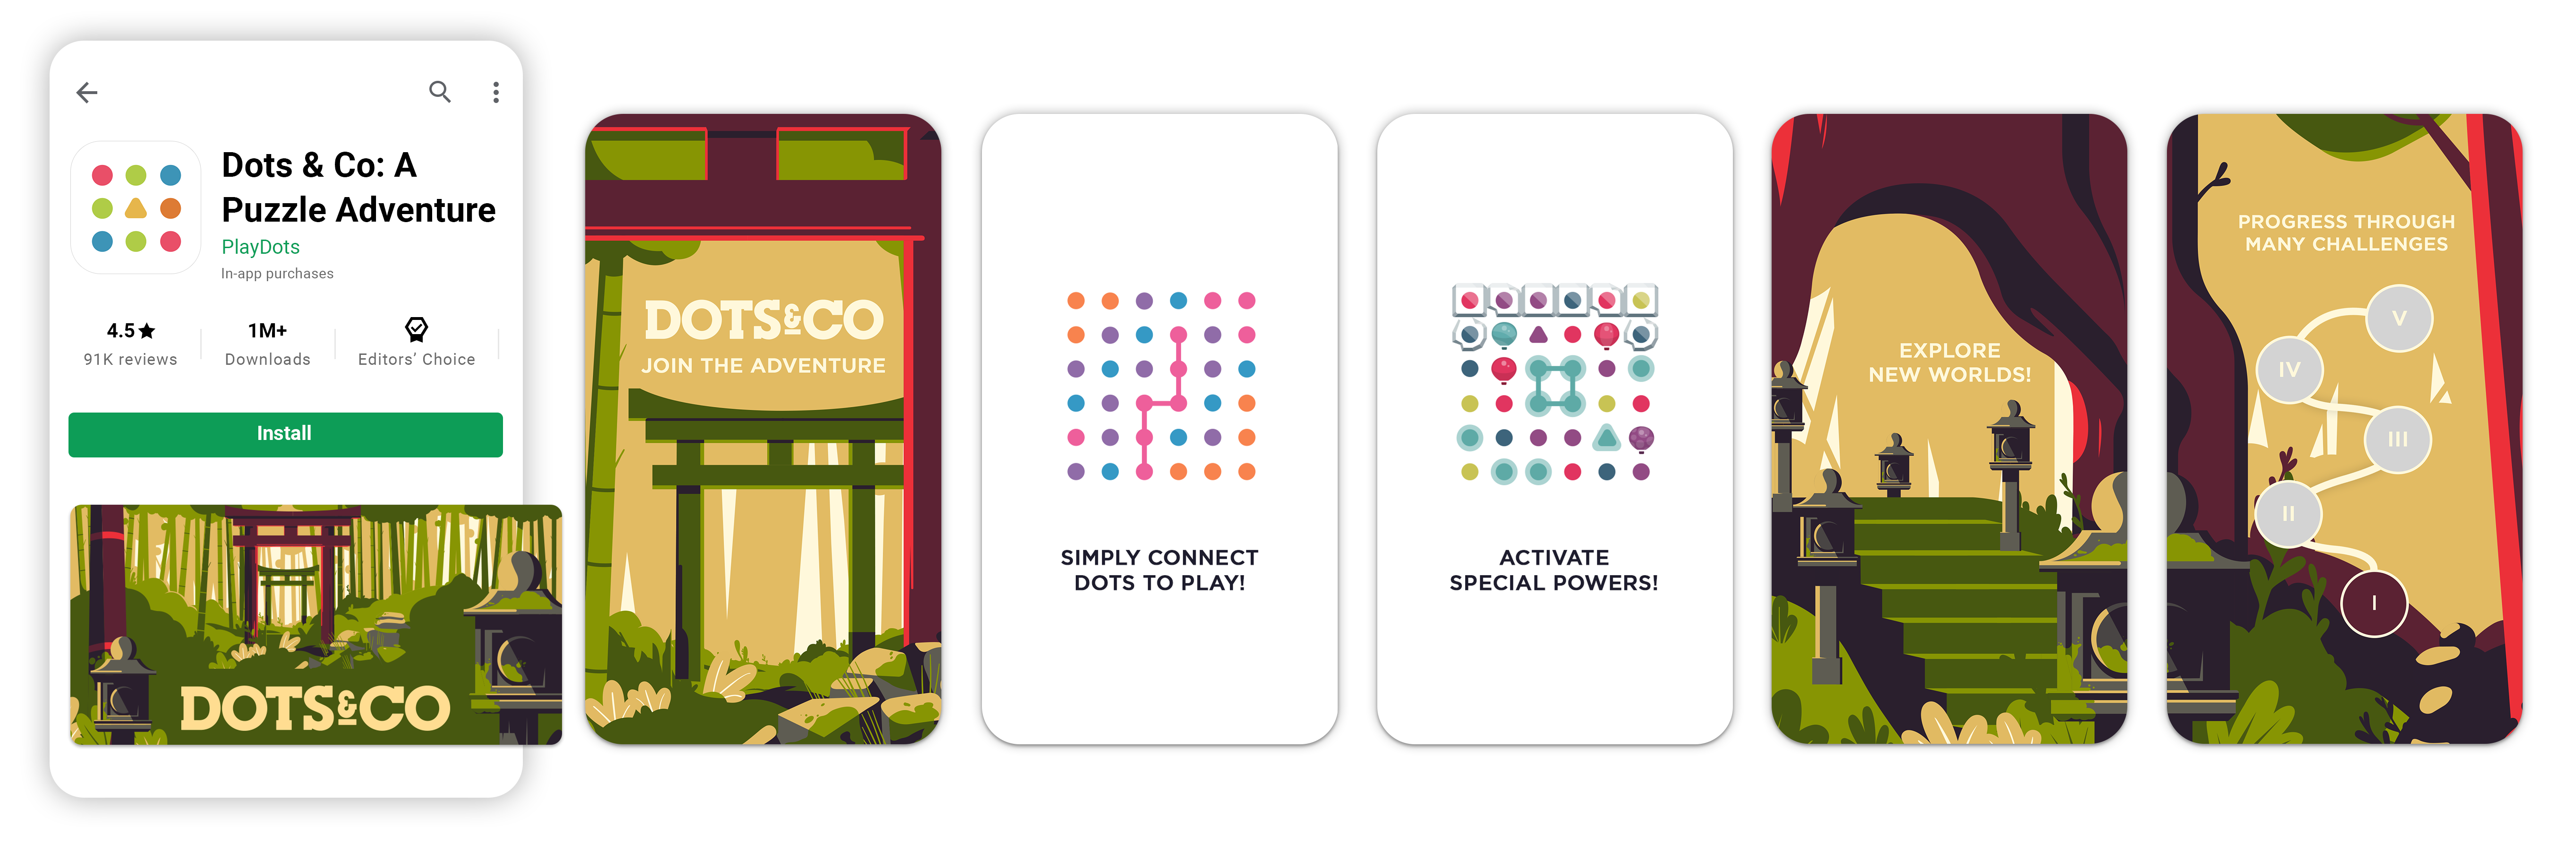 Dots & Co: A
Puzzle Adventure
PlayDots
In-app purchases
4.5★
91K reviews
1M+
Downloads
Editors’ Choice
Install
DOTS&CO
DOTS&CO
JOIN THE ADVENTURE
SIMPLY CONNECT
DOTS TO PLAY!
ACTIVATE
SPECIAL POWERS!
EXPLORE
NEW WORLDS!
PROGRESS THROUGH
MANY CHALLENGES
V
IV
III
II
I